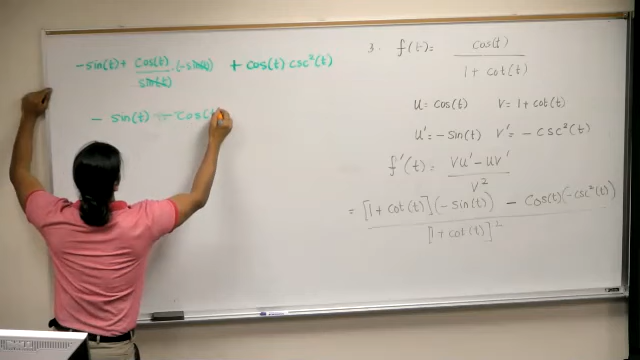 -sin(t) + cos(t)/sin(t) · (-sin(t)) + cos(t) csc²(t)
- sin(t) - cos(t
3. f(t) = cos(t) / 1 + cot(t)
u = cos(t) v = 1 + cot(t)
u' = -sin(t) v' = -csc²(t)
f'(t) = vu' - uv' / v²
= [1 + cot(t)](-sin(t)) - cos(t)(-csc²(t)) / [1 + cot(t)]²